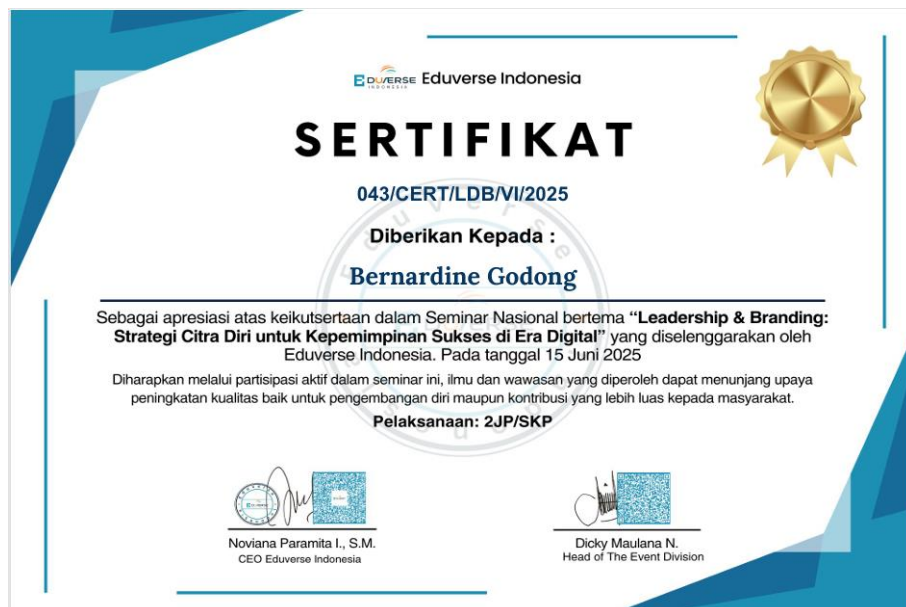 EDUVERSE INDONESIA Eduverse Indonesia
SERTIFIKAT
043/CERT/LDB/VI/2025
Diberikan Kepada :
Bernardine Godong
Sebagai apresiasi atas keikutsertaan dalam Seminar Nasional bertema “Leadership & Branding:
Strategi Citra Diri untuk Kepemimpinan Sukses di Era Digital” yang diselenggarakan oleh
Eduverse Indonesia. Pada tanggal 15 Juni 2025
Diharapkan melalui partisipasi aktif dalam seminar ini, ilmu dan wawasan yang diperoleh dapat menunjang upaya
peningkatan kualitas baik untuk pengembangan diri maupun kontribusi yang lebih luas kepada masyarakat.
Pelaksanaan: 2JP/SKP
Noviana Paramita I., S.M.
CEO Eduverse Indonesia
Dicky Maulana N.
Head of The Event Division